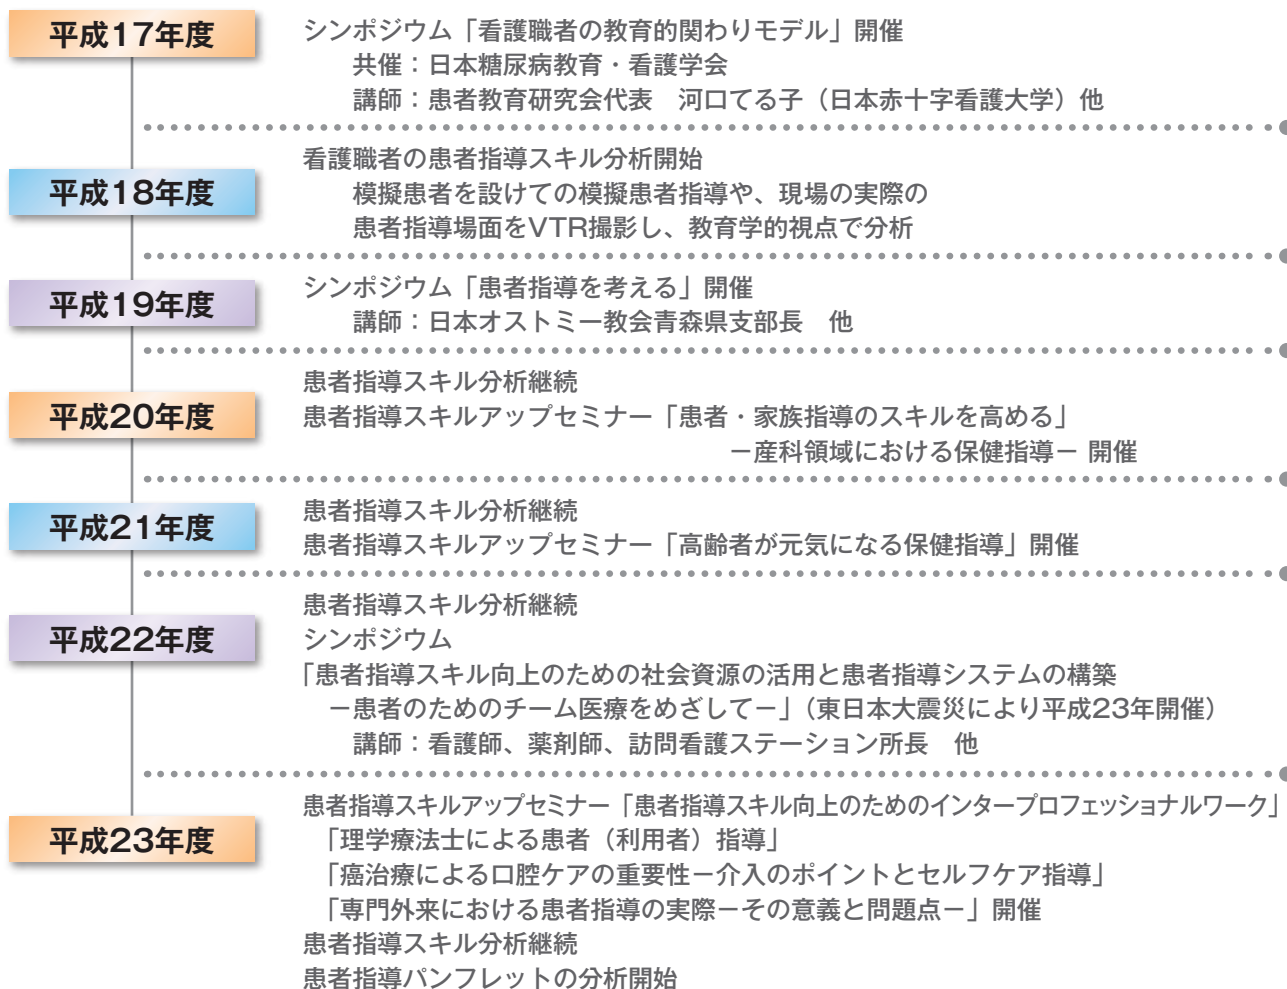 平成17年度
シンポジウム「看護職者の教育的関わりモデル」開催
共催：日本糖尿病教育・看護学会
講師：患者教育研究会代表　河口てる子（日本赤十字看護大学）他
平成18年度
看護職者の患者指導スキル分析開始
模擬患者を設けての模擬患者指導や、現場の実際の
患者指導場面をVTR撮影し、教育学的視点で分析
平成19年度
シンポジウム「患者指導を考える」開催
講師：日本オストミー教会青森県支部長　他
平成20年度
患者指導スキル分析継続
患者指導スキルアップセミナー「患者・家族指導のスキルを高める」
－産科領域における保健指導－ 開催
平成21年度
患者指導スキル分析継続
患者指導スキルアップセミナー「高齢者が元気になる保健指導」開催
平成22年度
患者指導スキル分析継続
シンポジウム
「患者指導スキル向上のための社会資源の活用と患者指導システムの構築
－患者のためのチーム医療をめざして－」（東日本大震災により平成23年開催）
講師：看護師、薬剤師、訪問看護ステーション所長　他
平成23年度
患者指導スキルアップセミナー「患者指導スキル向上のためのインタープロフェッショナルワーク」
「理学療法士による患者（利用者）指導」
「癌治療による口腔ケアの重要性－介入のポイントとセルフケア指導」
「専門外来における患者指導の実際－その意義と問題点－」開催
患者指導スキル分析継続
患者指導パンフレットの分析開始